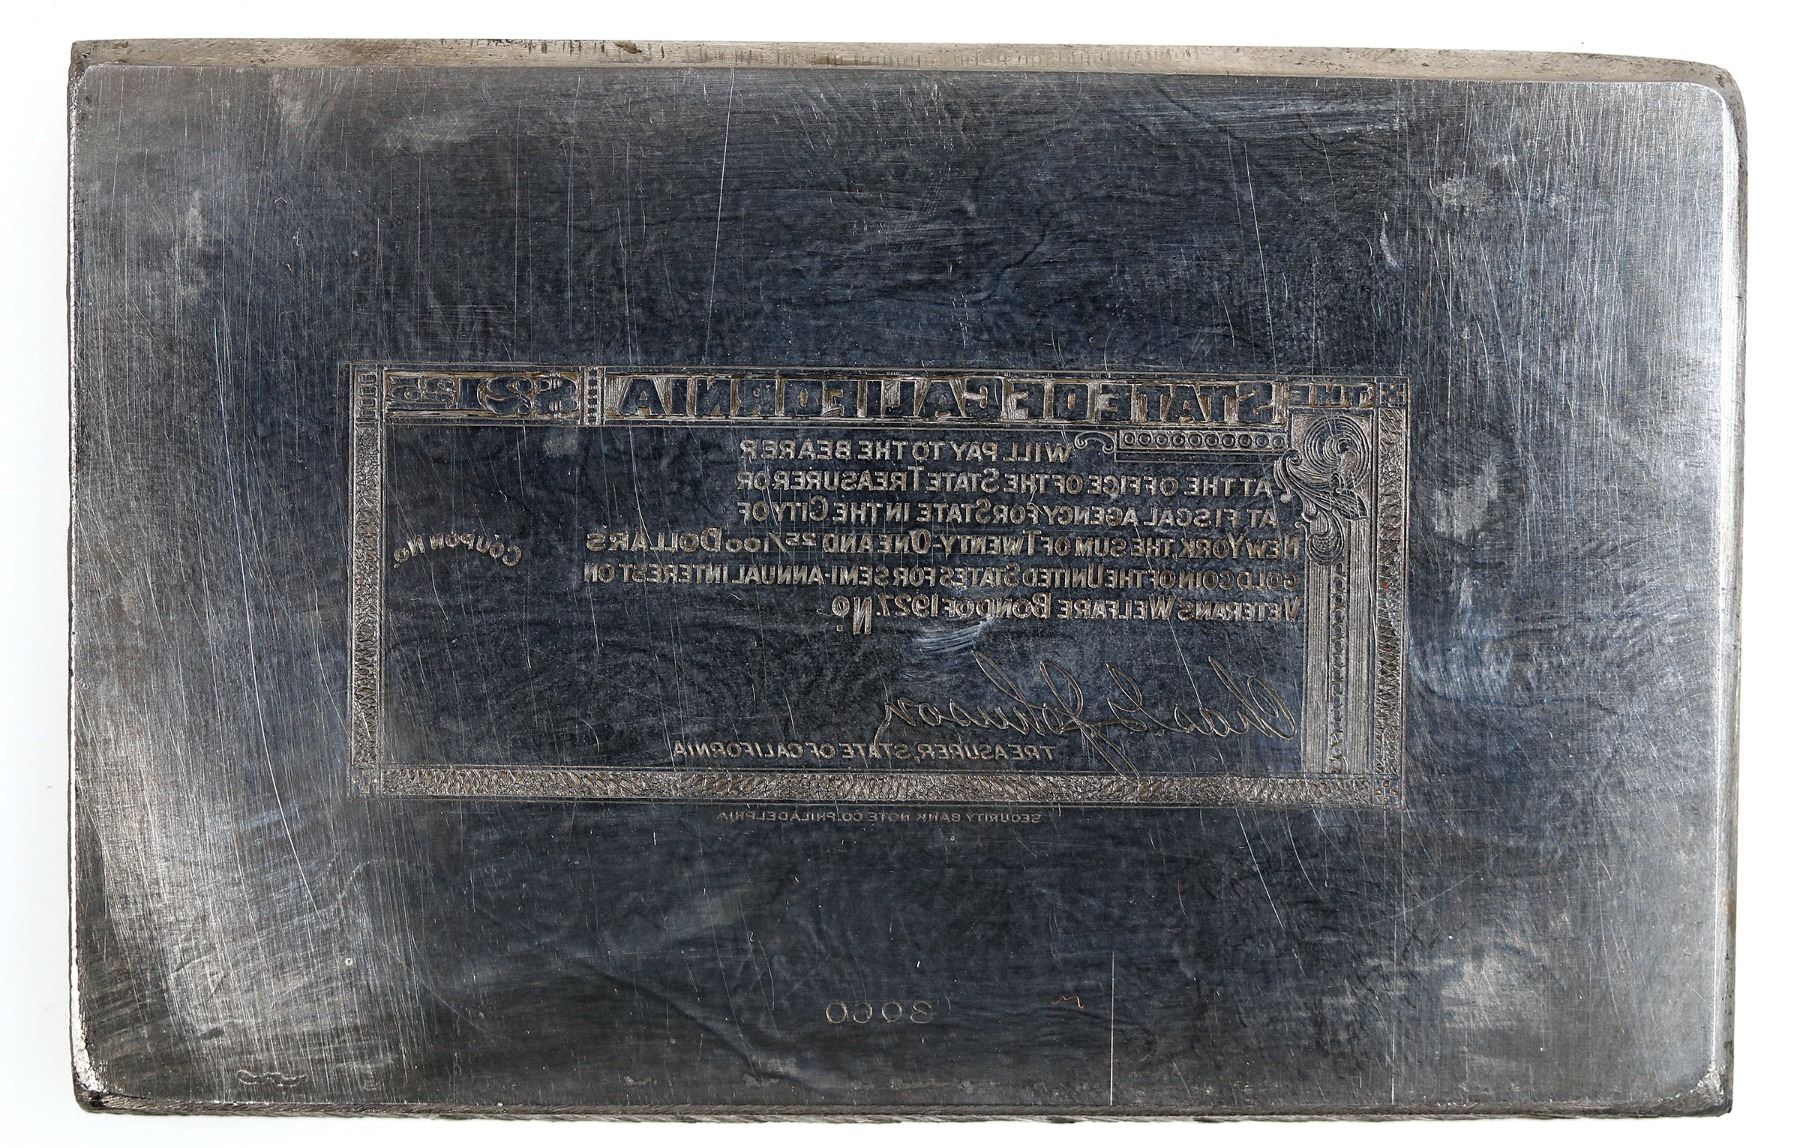 THE STATE OF CALIFORNIA $21 25
WILL PAY TO THE BEARER
AT THE OFFICE OF THE STATE TREASURER OR
AT FISCAL AGENCY FOR STATE IN THE CITY OF
NEW YORK THE SUM OF TWENTY-ONE AND 25/100 DOLLARS
COUPON No.
GOLD COIN OF THE UNITED STATES FOR SEMI-ANNUAL INTEREST ON
VETERANS WELFARE BOND OF 1927. No.
Chas. G. Johnson
TREASURER, STATE OF CALIFORNIA
SECURITY BANK NOTE CO. PHILADELPHIA
3060